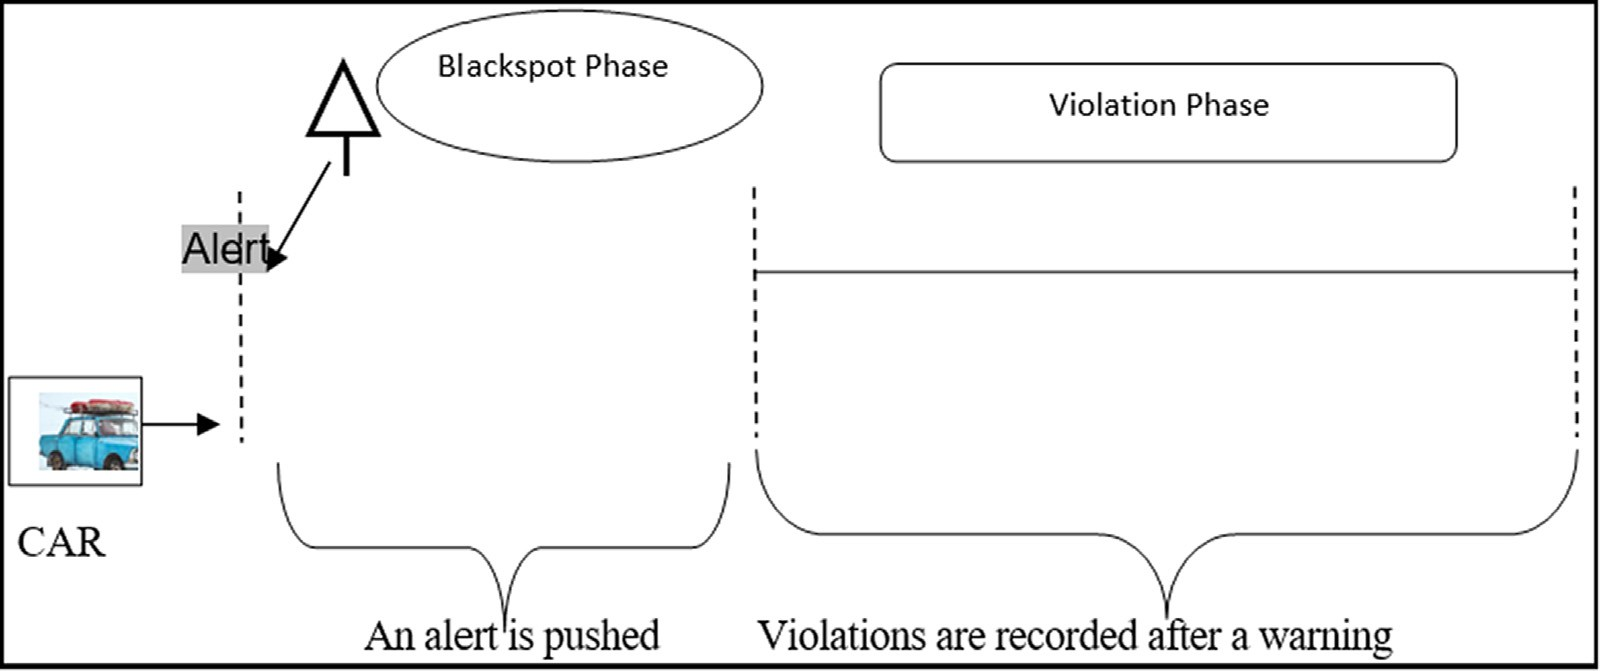 Blackspot Phase
Violation Phase
Alert
CAR
An alert is pushed
Violations are recorded after a warning